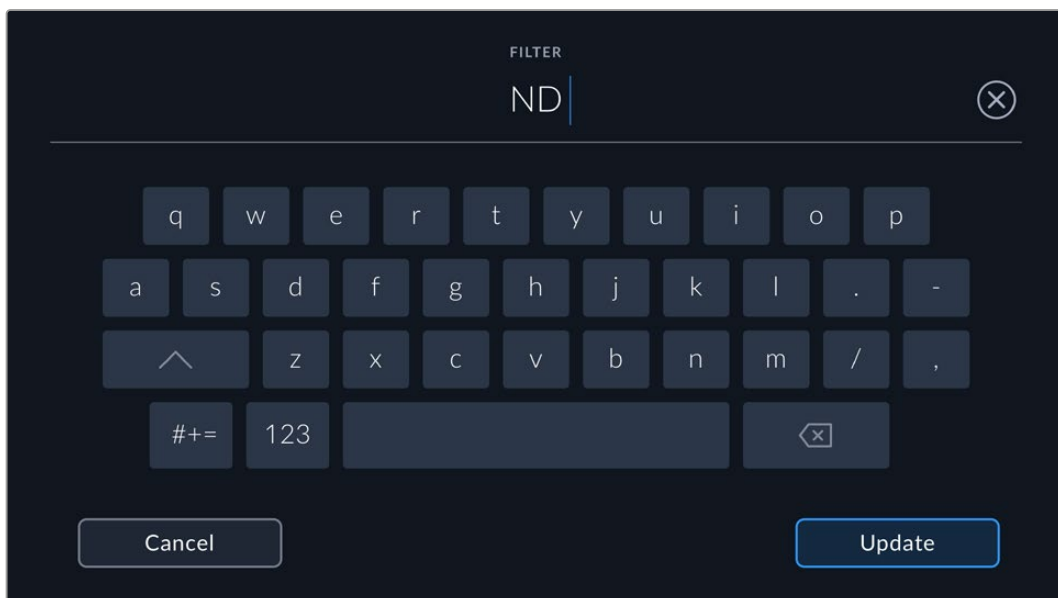 FILTER
ND
q w e r t y u i o p
a s d f g h j k l . -
z x c v b n m / ,
#+= 123
Cancel Update